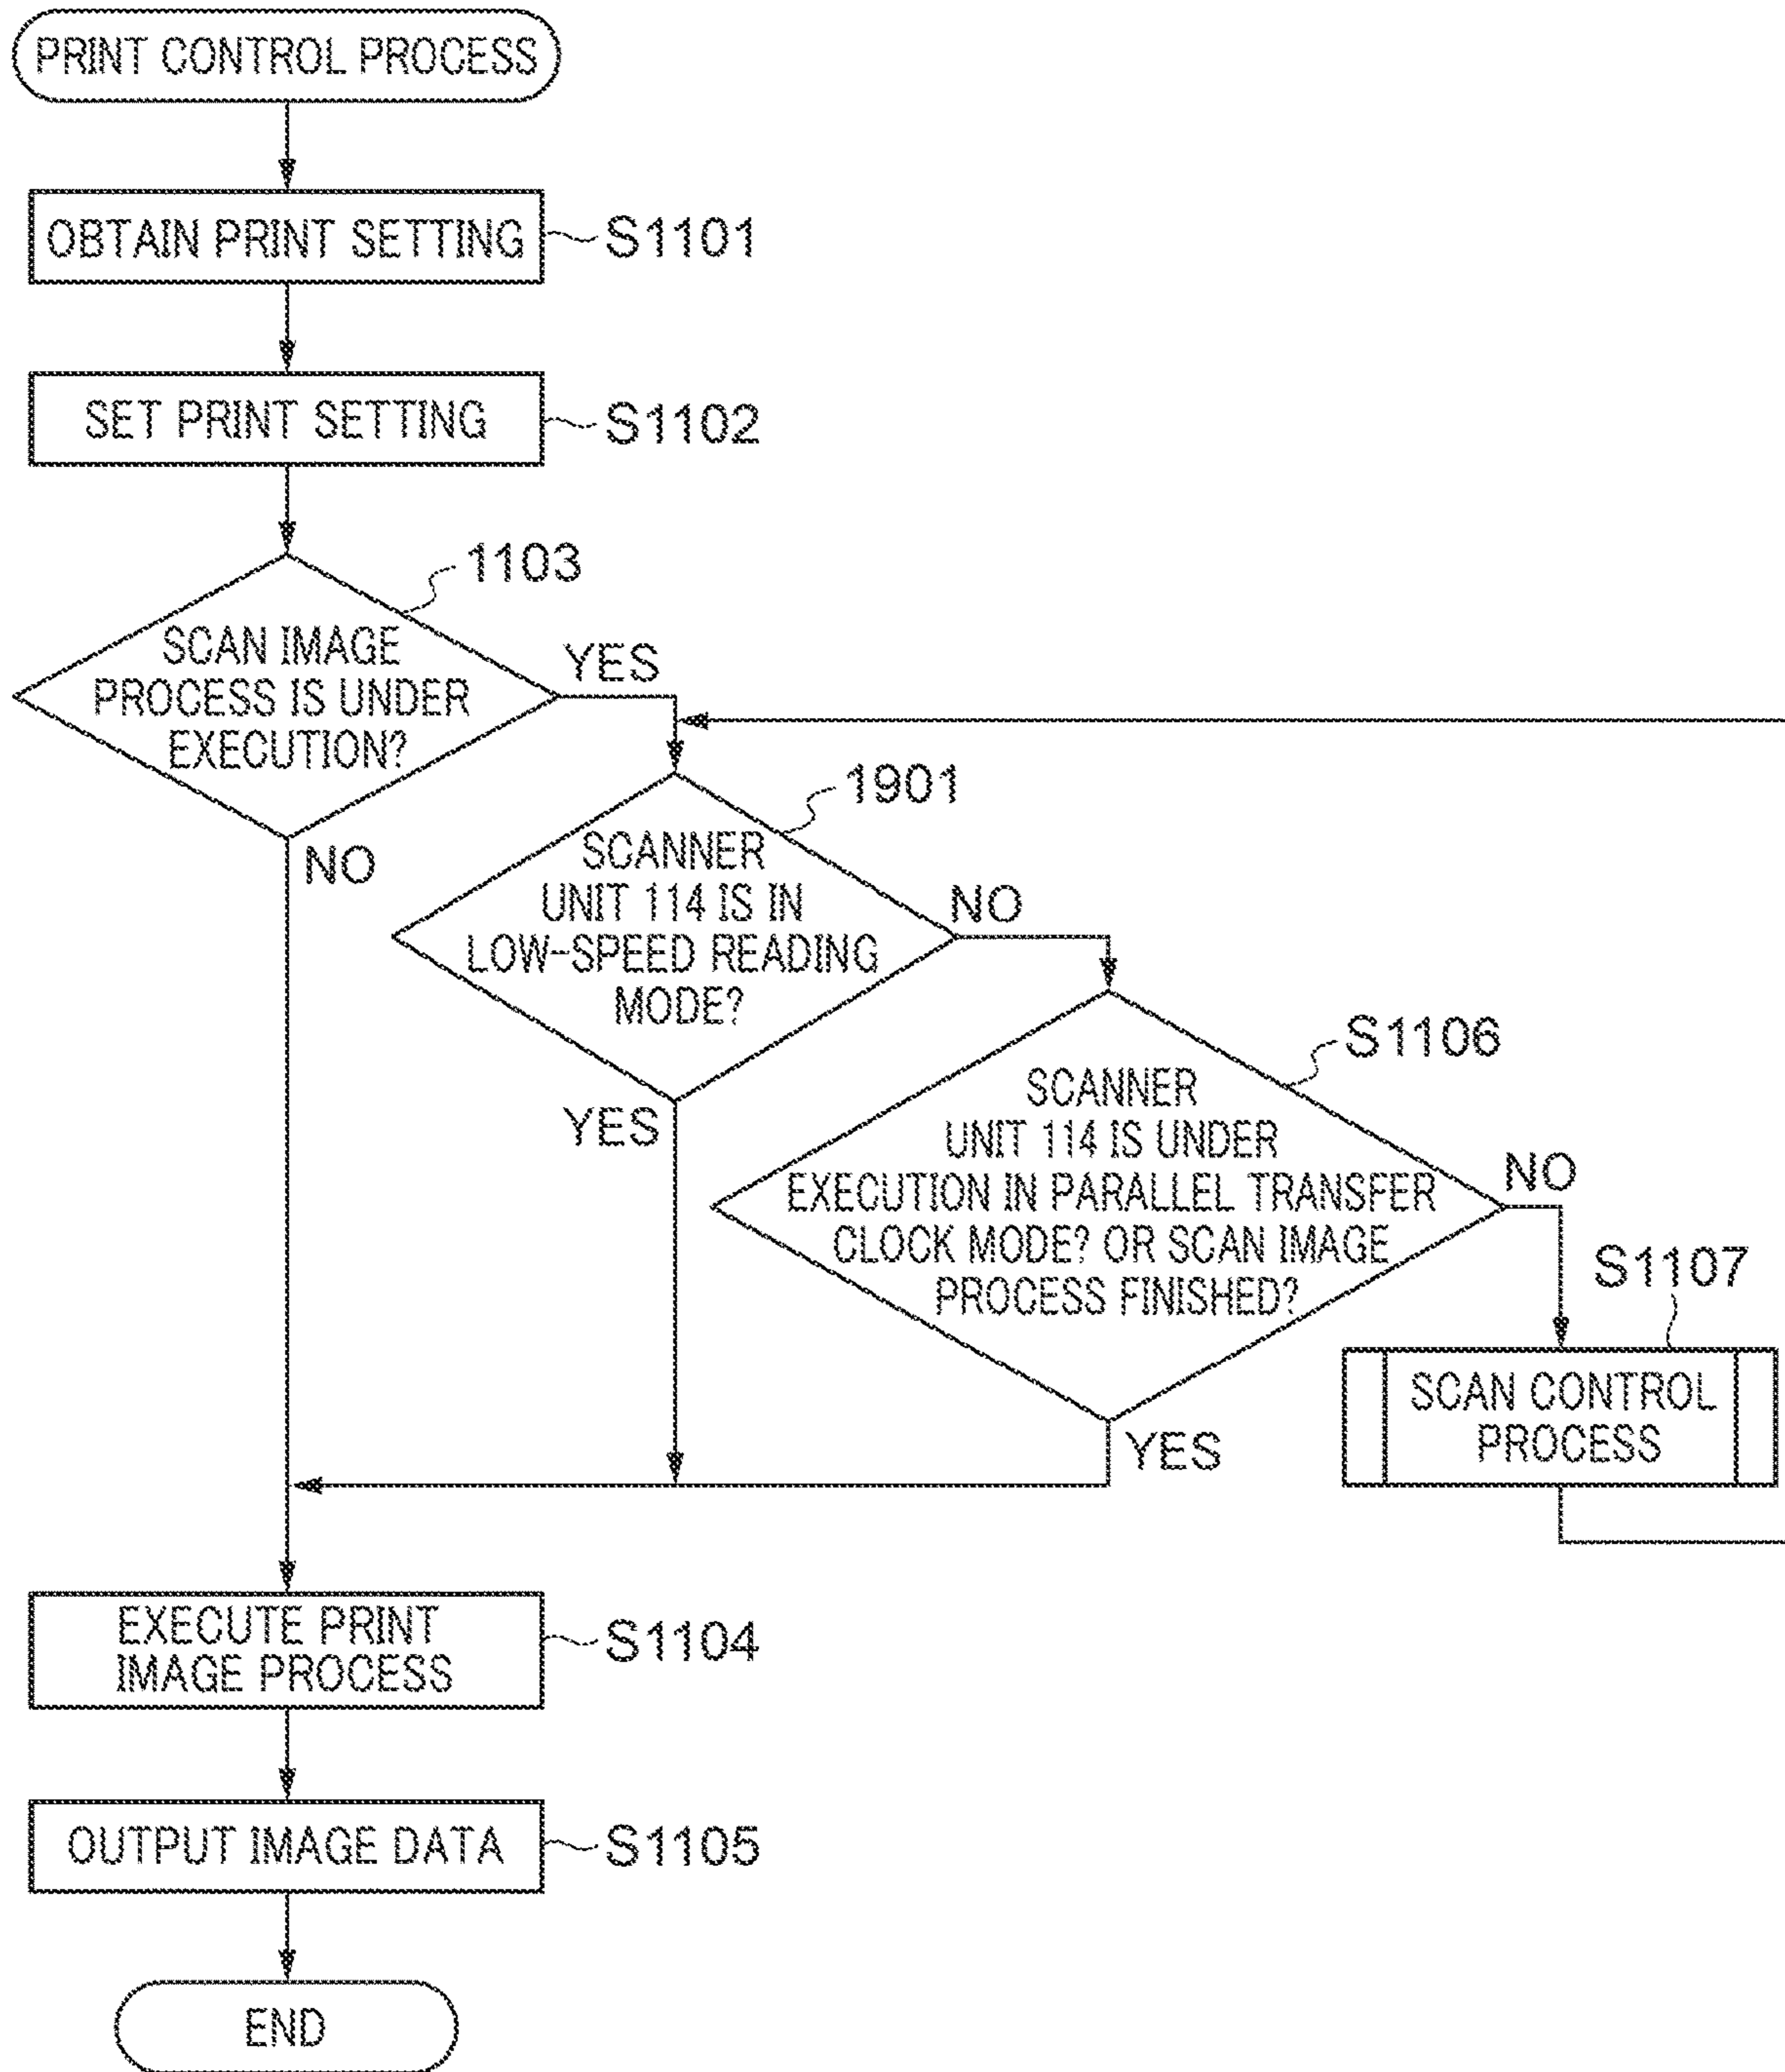 PRINT CONTROL PROCESS
OBTAIN PRINT SETTING
S1101
SET PRINT SETTING
S1102
1103
SCAN IMAGE
PROCESS IS UNDER
EXECUTION?
YES
NO
1901
SCANNER
UNIT 114 IS IN
LOW-SPEED READING
MODE?
NO
YES
S1106
SCANNER
UNIT 114 IS UNDER
EXECUTION IN PARALLEL TRANSFER
CLOCK MODE? OR SCAN IMAGE
PROCESS FINISHED?
NO
YES
S1107
SCAN CONTROL
PROCESS
EXECUTE PRINT
IMAGE PROCESS
S1104
OUTPUT IMAGE DATA
S1105
END